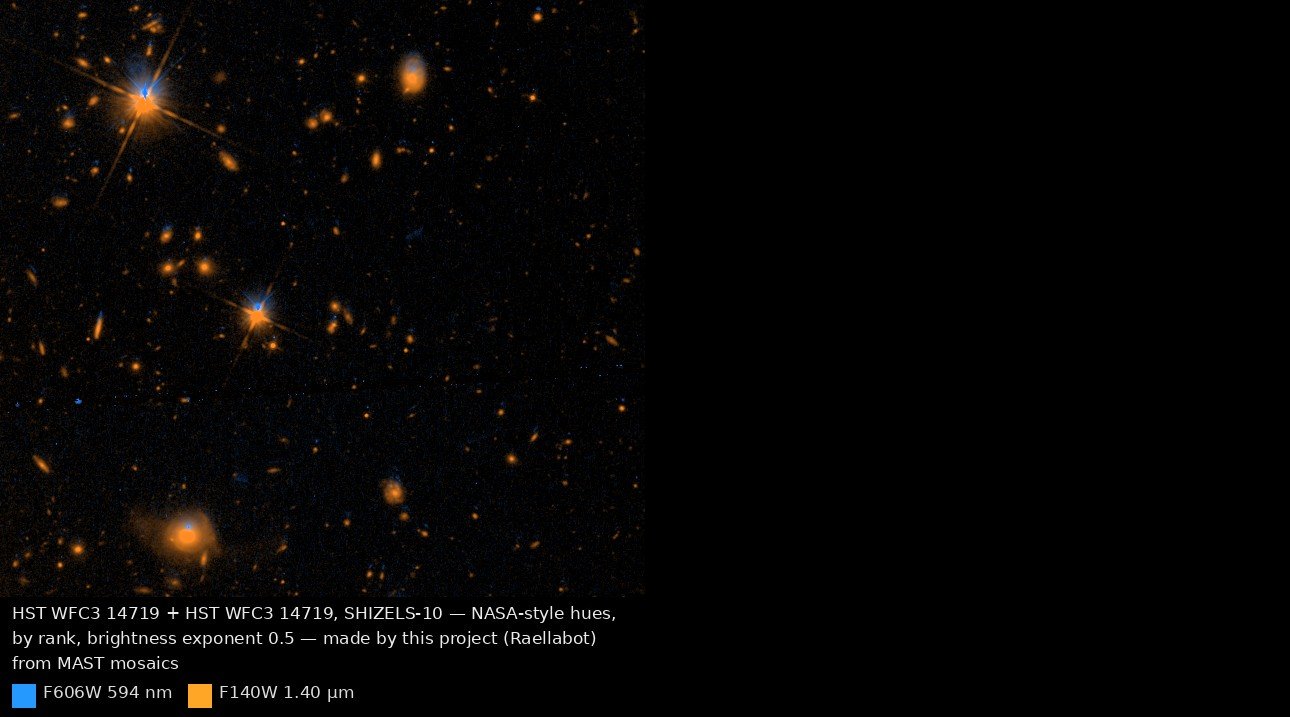 HST WFC3 14719 + HST WFC3 14719, SHIZELS-10 — NASA-style hues,
by rank, brightness exponent 0.5 — made by this project (Raellabot)
from MAST mosaics
F606W 594 nm F140W 1.40 μm